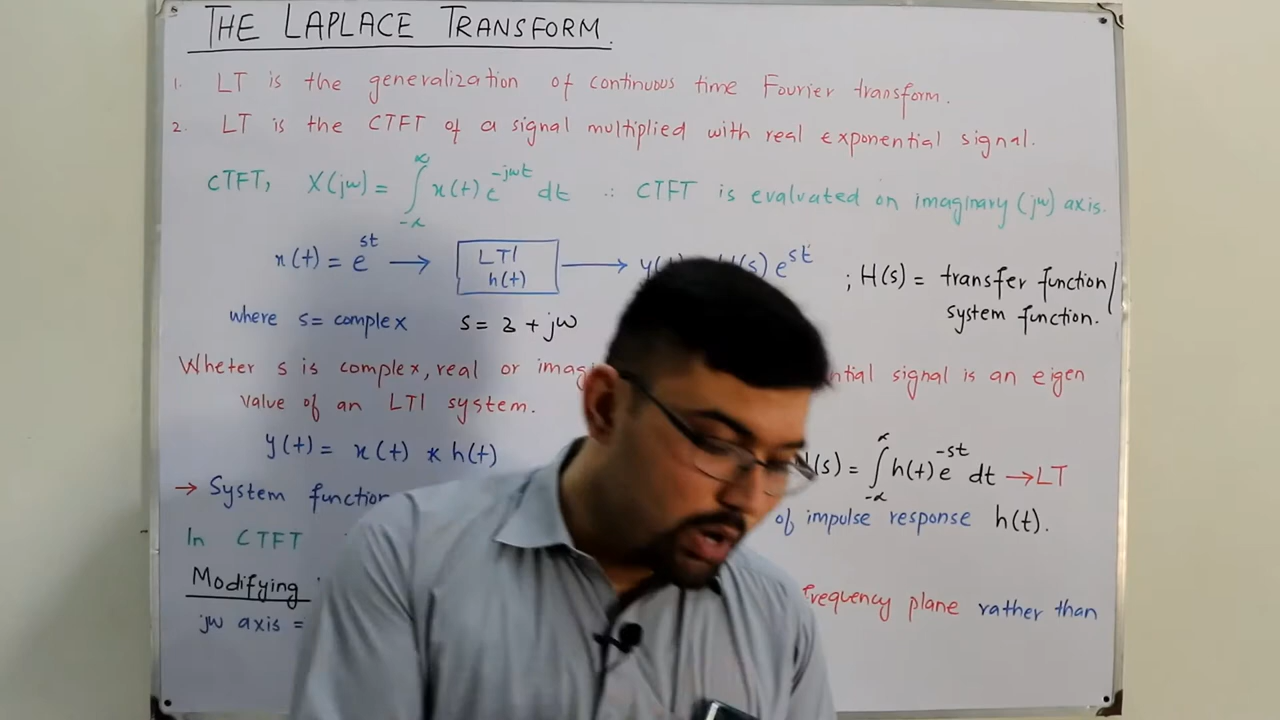 THE LAPLACE TRANSFORM.
1. LT is the generalization of continuous time Fourier transform.
2. LT is the CTFT of a signal multiplied with real exponential signal.
CTFT, X(jω) = ∫_{-∞}^{∞} x(t) e^{-jωt} dt ∴ CTFT is evaluated on imaginary (jω) axis.
x(t) = e^{st} → LTI h(t) → H(s) e^{st} ; H(s) = transfer function/
system function.
where s= complex s= 3 + jω
Wheter s is complex, real or ntial signal is an eigen
value of an LTI system.
y(t) = x(t) * h(t) H(s) = ∫_{-∞}^{∞} h(t) e^{-st} dt → LT
→ System function of impulse response h(t).
In CTFT
Modifying frequency plane rather than
jω axis =